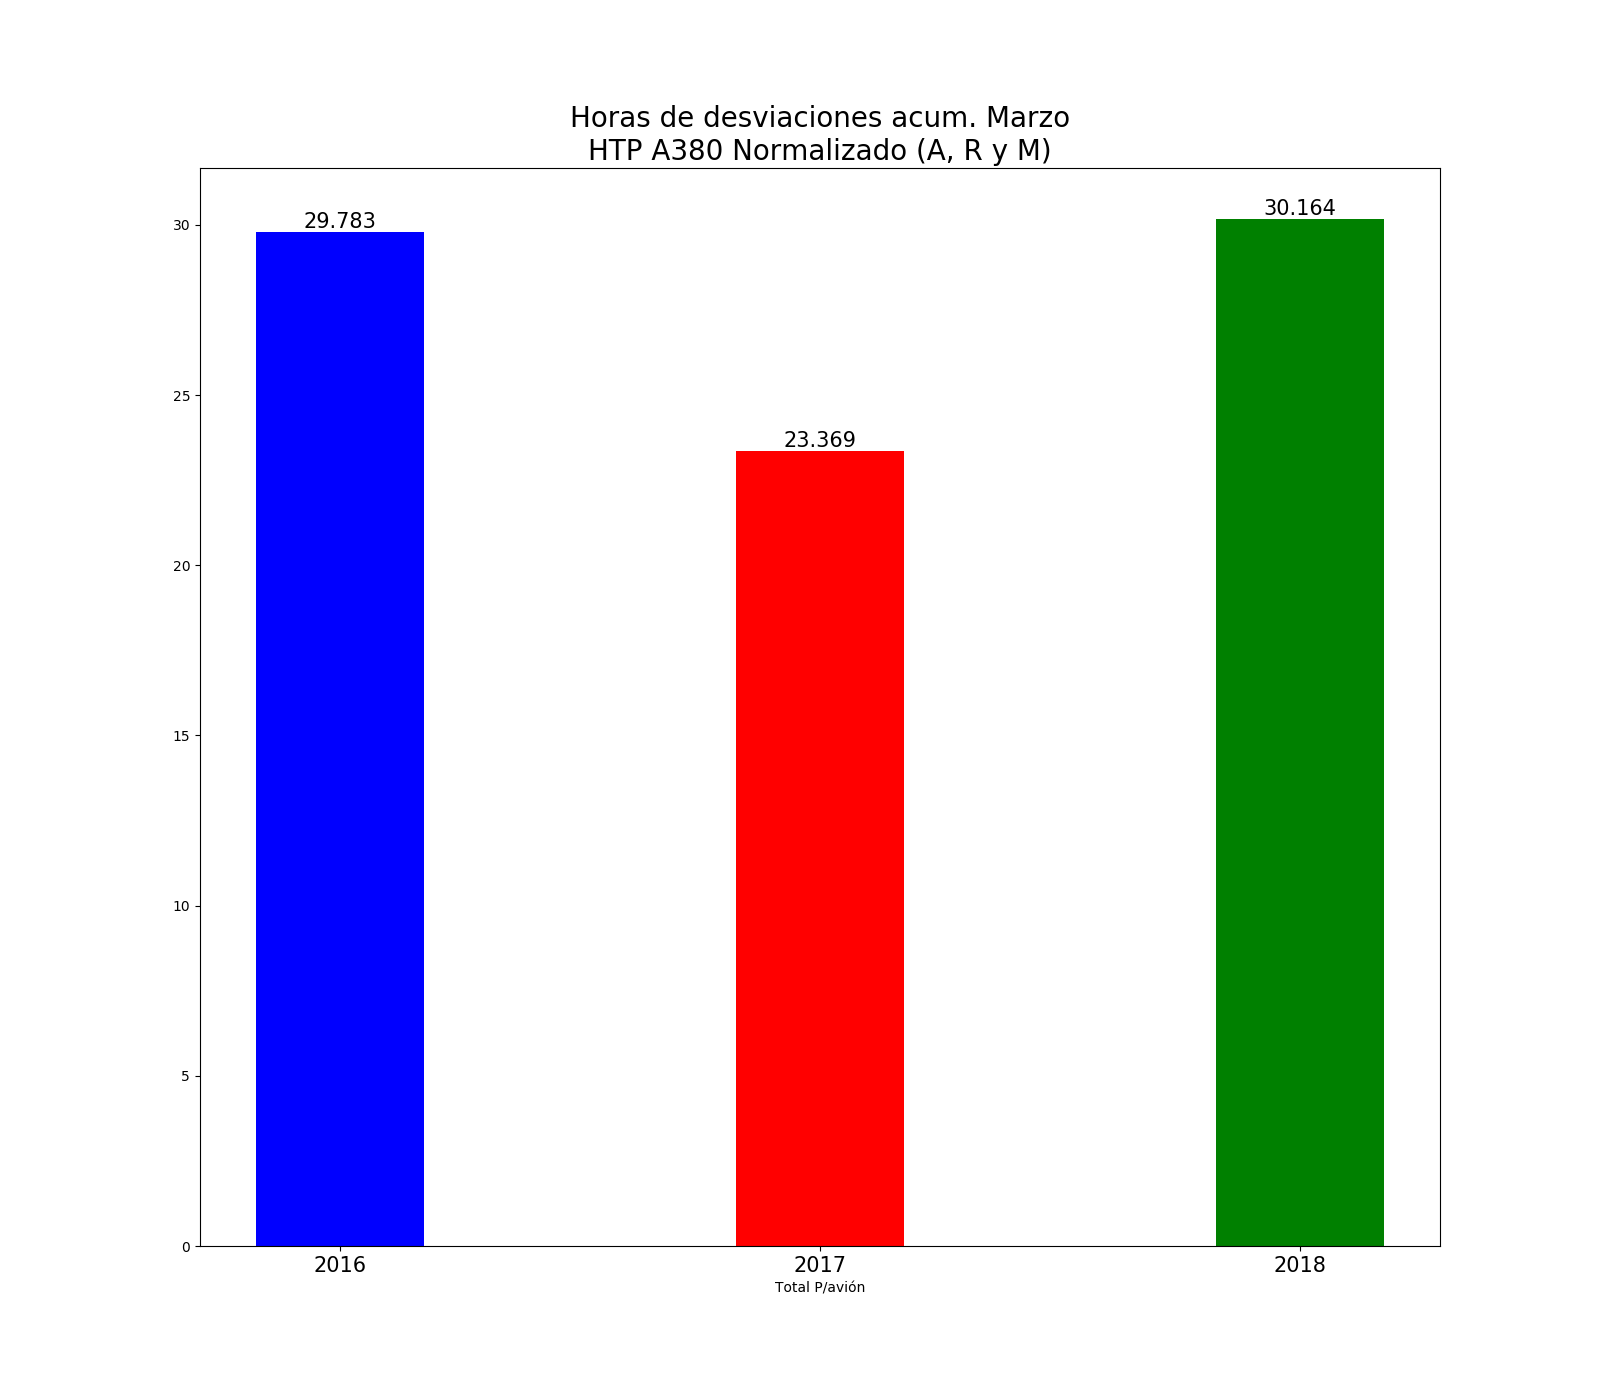 Horas de desviaciones acum. Marzo
HTP A380 Normalizado (A, R y M)
30.164
29.783
30
25
23.369
20
15
10
5
0
2016 2017 2018
Total P/avión